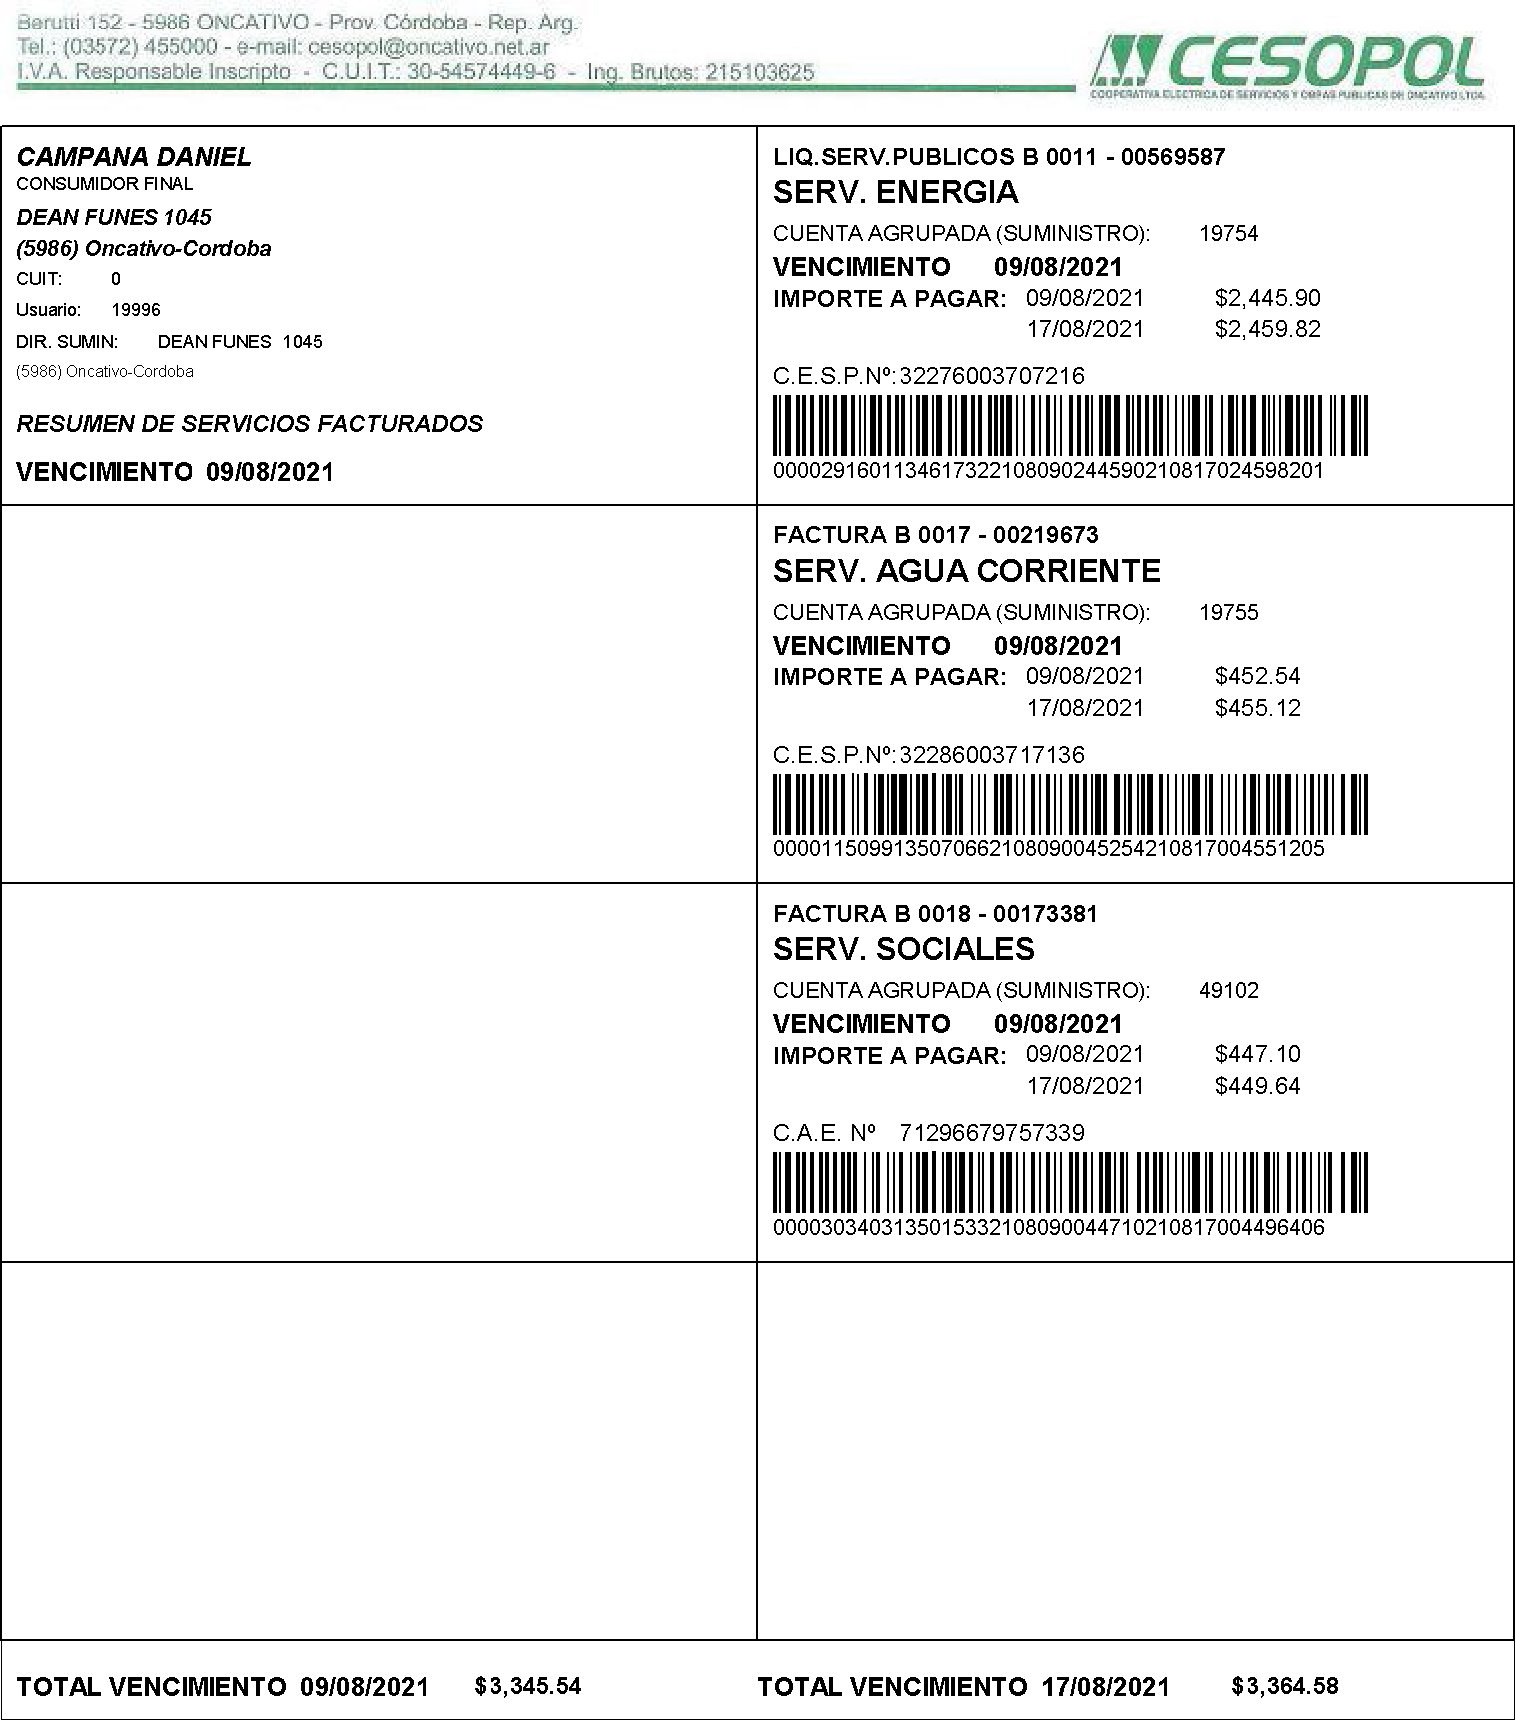 Berutti 152 - 5986 ONCATIVO - Prov. Córdoba - Rep. Arg.
Tel.: (03572) 455000 - e-mail: cesopol@oncativo.net.ar
I.V.A. Responsable Inscripto - C.U.I.T.: 30-54574449-6 - Ing. Brutos: 215103625
CESOPOL
COOPERATIVA ELECTRICA DE SERVICIOS Y OBRAS PUBLICAS DE ONCATIVO LTDA.
CAMPANA DANIEL
CONSUMIDOR FINAL
DEAN FUNES 1045
(5986) Oncativo-Cordoba
CUIT: 0
Usuario: 19996
DIR. SUMIN: DEAN FUNES 1045
(5986) Oncativo-Cordoba
RESUMEN DE SERVICIOS FACTURADOS
VENCIMIENTO 09/08/2021
LIQ.SERV.PUBLICOS B 0011 - 00569587
SERV. ENERGIA
CUENTA AGRUPADA (SUMINISTRO): 19754
VENCIMIENTO 09/08/2021
IMPORTE A PAGAR: 09/08/2021 $2,445.90
17/08/2021 $2,459.82
C.E.S.P.Nº: 32276003707216
0000291601134617322108090244590210817024598201
FACTURA B 0017 - 00219673
SERV. AGUA CORRIENTE
CUENTA AGRUPADA (SUMINISTRO): 19755
VENCIMIENTO 09/08/2021
IMPORTE A PAGAR: 09/08/2021 $452.54
17/08/2021 $455.12
C.E.S.P.Nº: 32286003717136
0000115099135070662108090045254210817004551205
FACTURA B 0018 - 00173381
SERV. SOCIALES
CUENTA AGRUPADA (SUMINISTRO): 49102
VENCIMIENTO 09/08/2021
IMPORTE A PAGAR: 09/08/2021 $447.10
17/08/2021 $449.64
C.A.E. Nº 71296679757339
0000303403135015332108090044710210817004496406
TOTAL VENCIMIENTO 09/08/2021 $3,345.54
TOTAL VENCIMIENTO 17/08/2021 $3,364.58